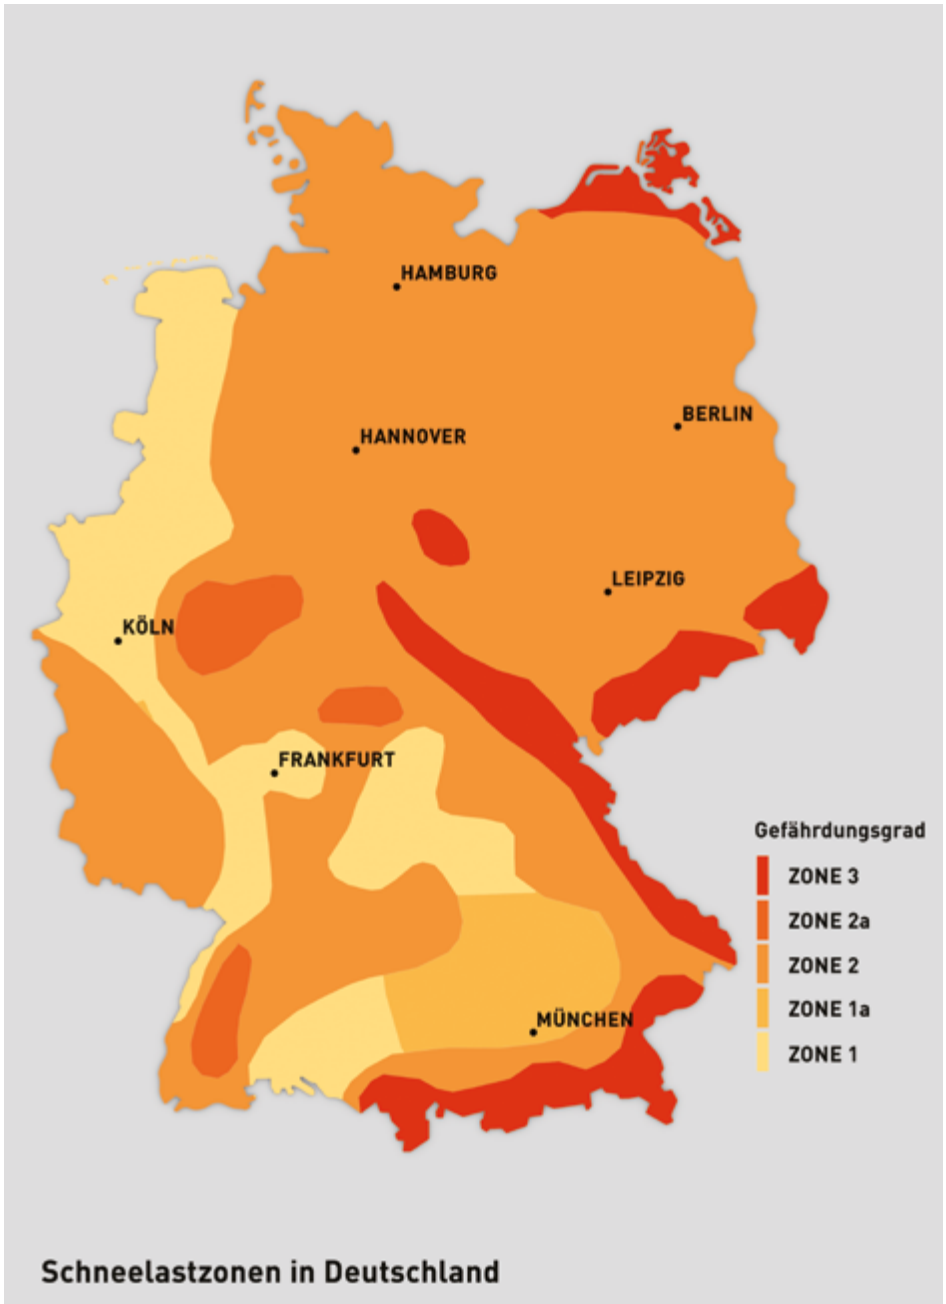 HAMBURG
BERLIN
HANNOVER
LEIPZIG
KÖLN
FRANKFURT
Gefährdungsgrad
ZONE 3
ZONE 2a
ZONE 2
ZONE 1a
MÜNCHEN
ZONE 1
Schneelastzonen in Deutschland